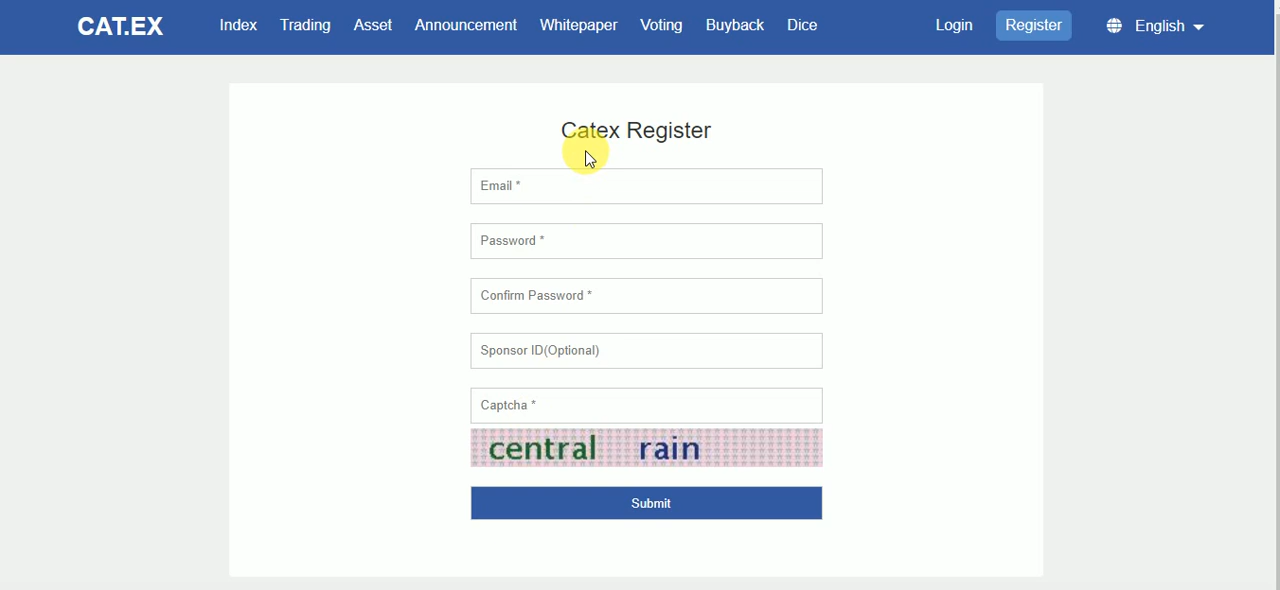 CAT.EX Index Trading Asset Announcement Whitepaper Voting Buyback Dice Login Register English
Catex Register
Email *
Password *
Confirm Password *
Sponsor ID(Optional)
Captcha *
central rain
Submit